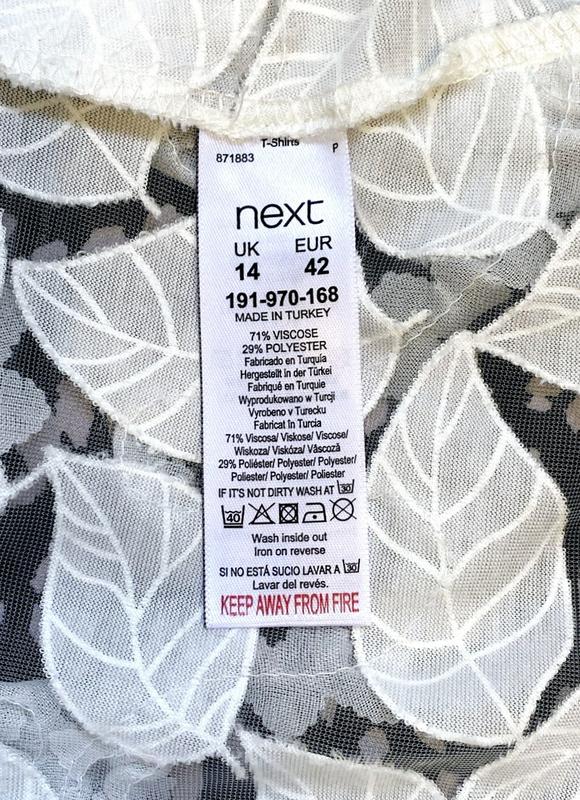 T-Shirts
871883 P
next
UK EUR
14 42
191-970-168
MADE IN TURKEY
71% VISCOSE
29% POLYESTER
Fabricado en Turquía
Hergestellt in der Türkei
Fabriqué en Turquie
Wyprodukowano w Turcji
Vyrobeno v Turecku
Fabricat în Turcia
71% Viscosa/ Viskose/ Viscose/
Wiskoza/ Viskóza/ Vâscoză
29% Poliéster/ Polyester/ Polyester/
Poliester/ Polyester/ Poliester
IF IT'S NOT DIRTY WASH AT 30
40
Wash inside out
Iron on reverse
SI NO ESTÁ SUCIO LAVAR A 30
Lavar del revés.
KEEP AWAY FROM FIRE